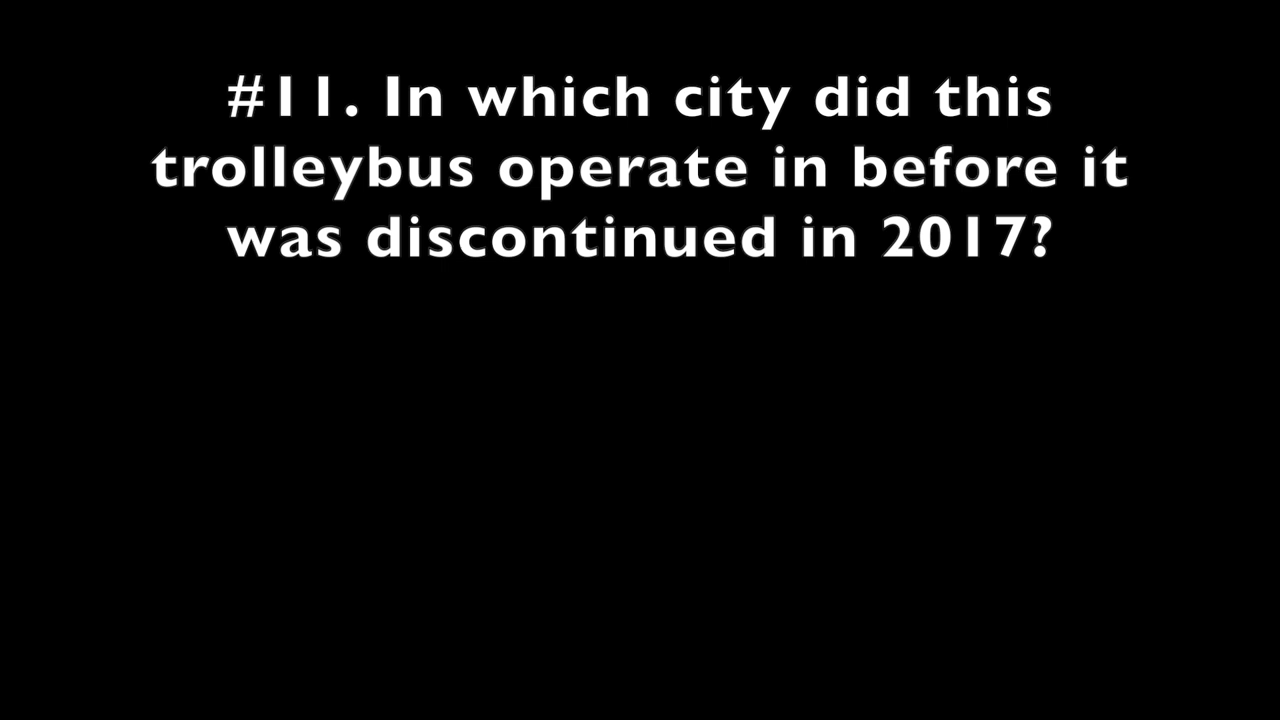 #11. In which city did this
trolleybus operate in before it
was discontinued in 2017?